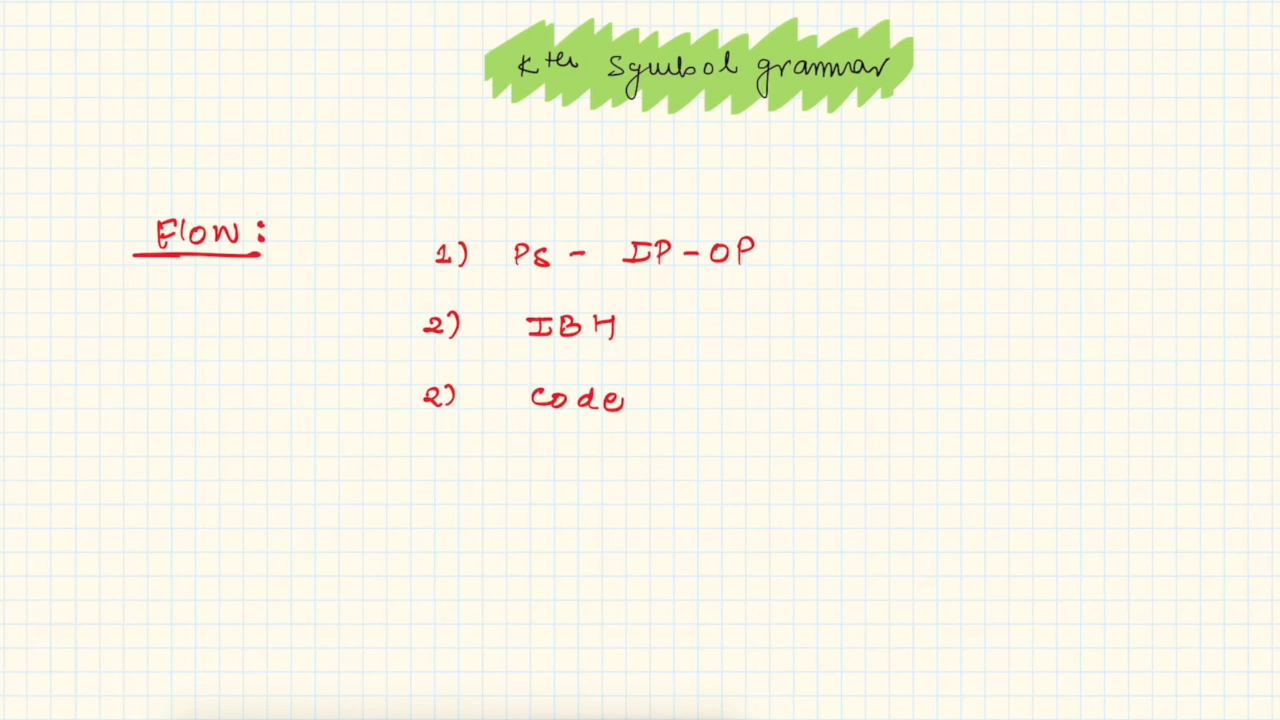 Kth Symbol grammar
Flow:
1) PS - IP - OP
2) IBH
2) code